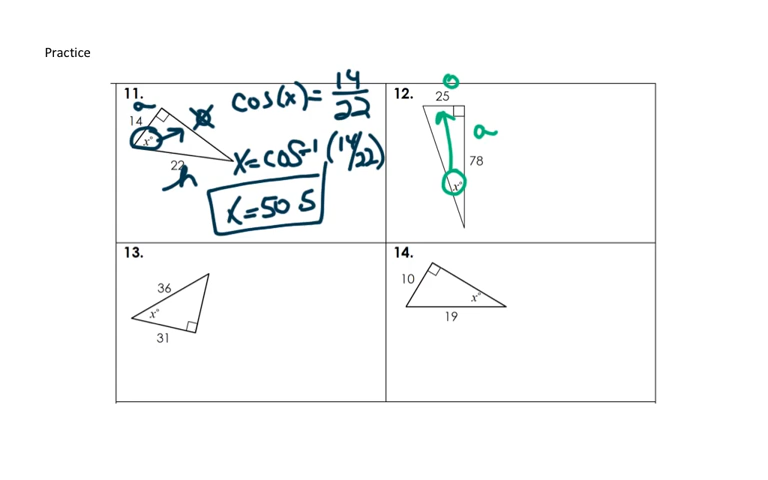 Practice
11.
a
14
x°
22
h
cos(x)= 14/22
x= cos⁻¹ (14/22)
x=50 S
12.
o
25
a
78
x°
13.
36
x°
31
14.
10
x°
19